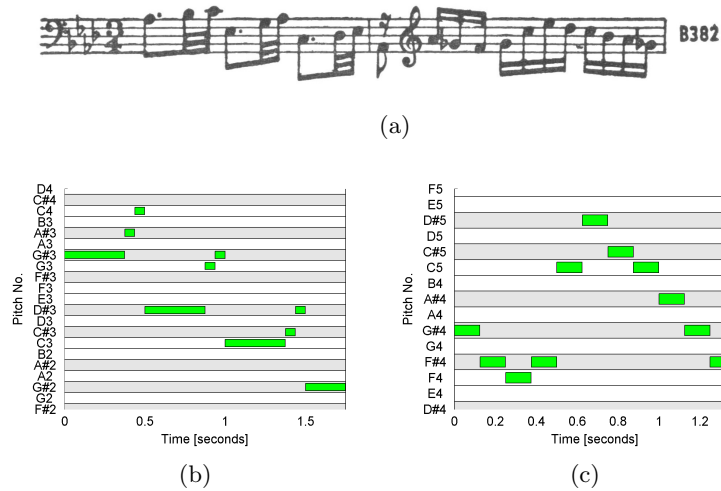 B382
(a)
D4
C#4
C4
B3
A#3
A3
G#3
G3
F#3
F3
E3
D#3
D3
C#3
C3
B2
A#2
A2
G#2
G2
F#2
Pitch No.
0 0.5 1 1.5
Time [seconds]
(b)
F5
E5
D#5
D5
C#5
C5
B4
A#4
A4
G#4
G4
F#4
F4
E4
D#4
Pitch No.
0 0.2 0.4 0.6 0.8 1 1.2
Time [seconds]
(c)